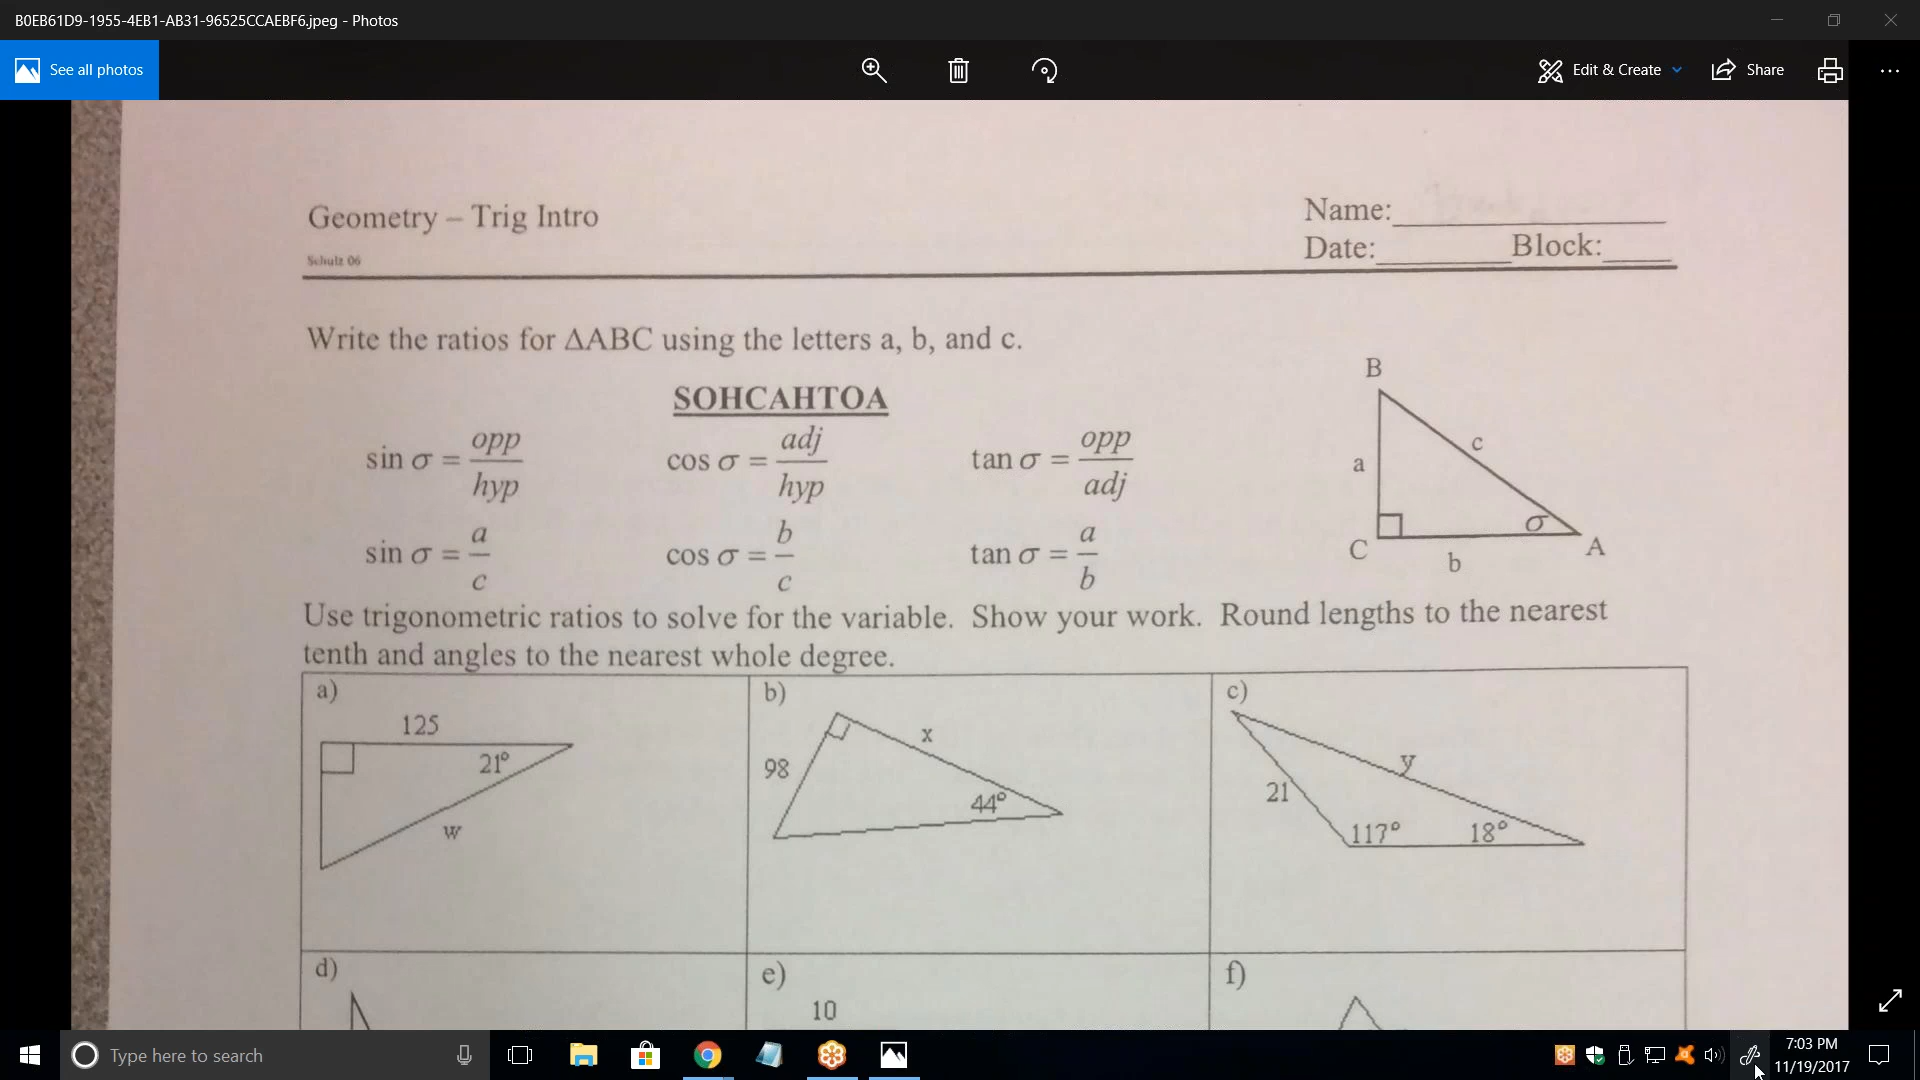 B0EB61D9-1955-4EB1-AB31-96525CCAEBF6.jpeg - Photos
See all photos
Edit & Create
Share
Geometry – Trig Intro
Name:
Schulz 06
Date: Block:
Write the ratios for ΔABC using the letters a, b, and c.
SOHCAHTOA
sin σ = opp/hyp cos σ = adj/hyp tan σ = opp/adj
sin σ = a/c cos σ = b/c tan σ = a/b
B
c
a
σ
C
b
A
Use trigonometric ratios to solve for the variable. Show your work. Round lengths to the nearest
tenth and angles to the nearest whole degree.
a)
125
21°
w
b)
x
98
44°
c)
y
21
117° 18°
d)
e)
10
f)
Type here to search
7:03 PM
11/19/2017